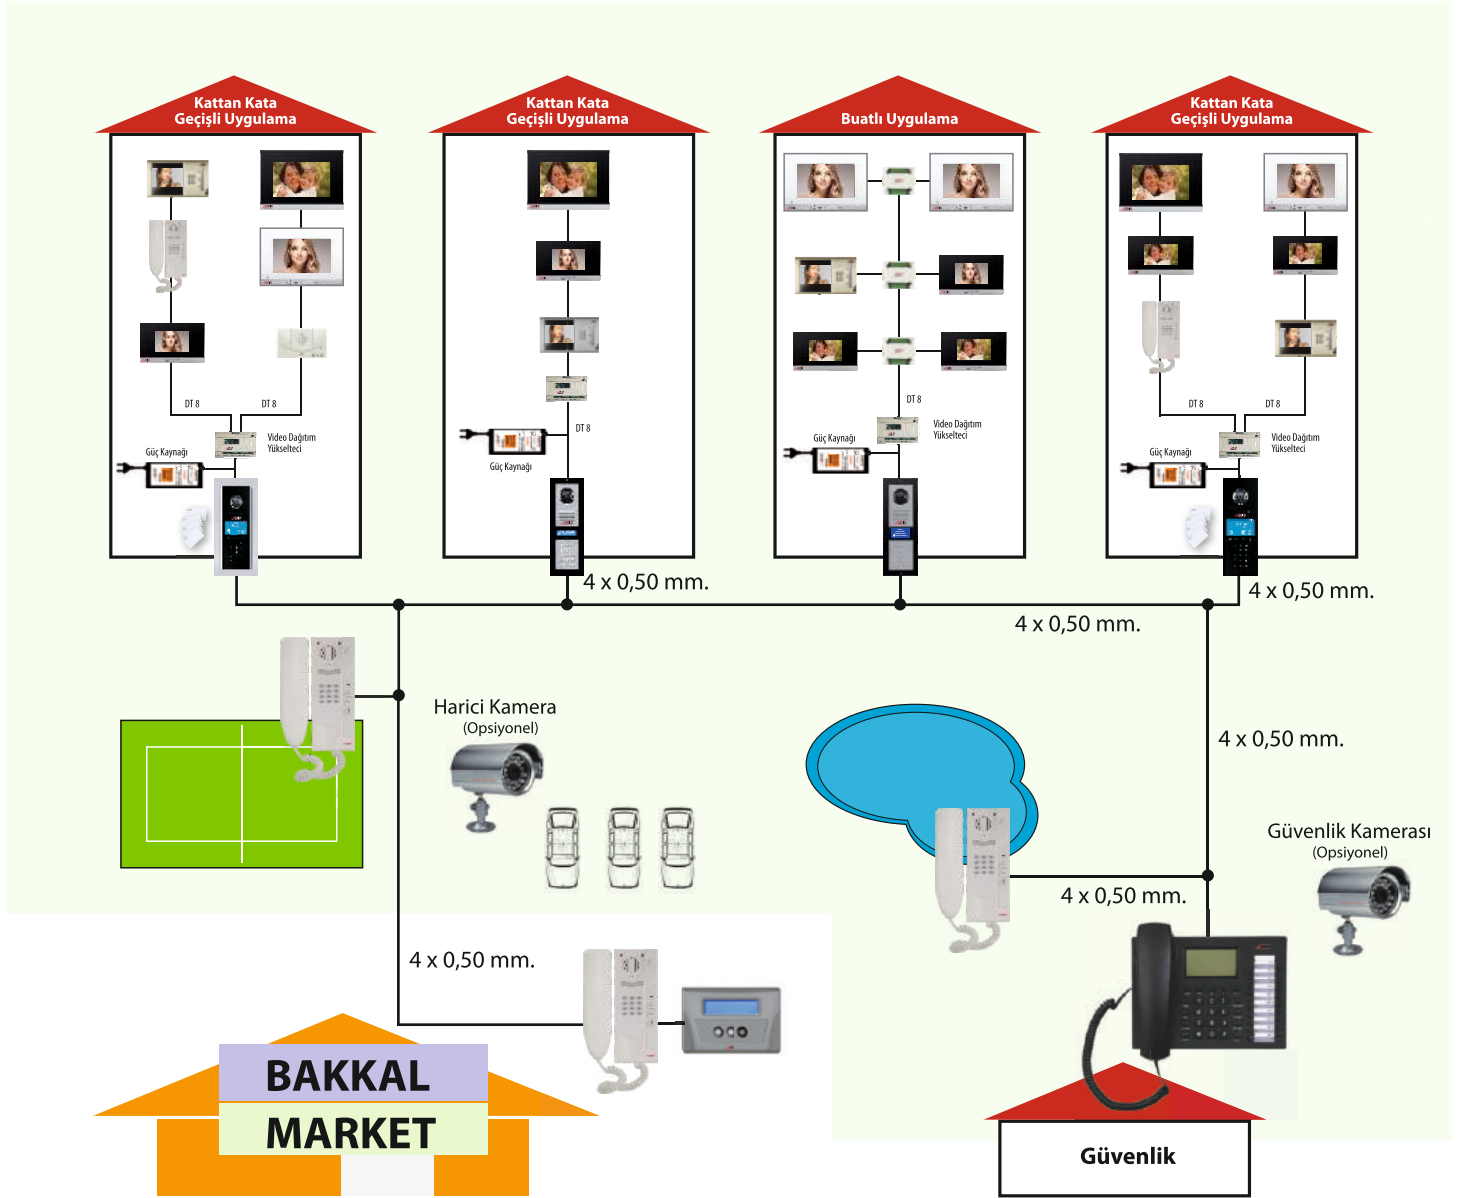 Kattan Kata
Geçişli Uygulama
Kattan Kata
Geçişli Uygulama
Buatlı Uygulama
Kattan Kata
Geçişli Uygulama
DT 8
DT 8
Video Dağıtım
Yükselteci
Güç Kaynağı
DT 8
Güç Kaynağı
DT 8
Video Dağıtım
Yükselteci
Güç Kaynağı
DT 8
DT 8
Video Dağıtım
Yükselteci
Güç Kaynağı
4 x 0,50 mm.
4 x 0,50 mm.
4 x 0,50 mm.
Harici Kamera
(Opsiyonel)
4 x 0,50 mm.
Güvenlik Kamerası
(Opsiyonel)
4 x 0,50 mm.
4 x 0,50 mm.
BAKKAL
MARKET
Güvenlik